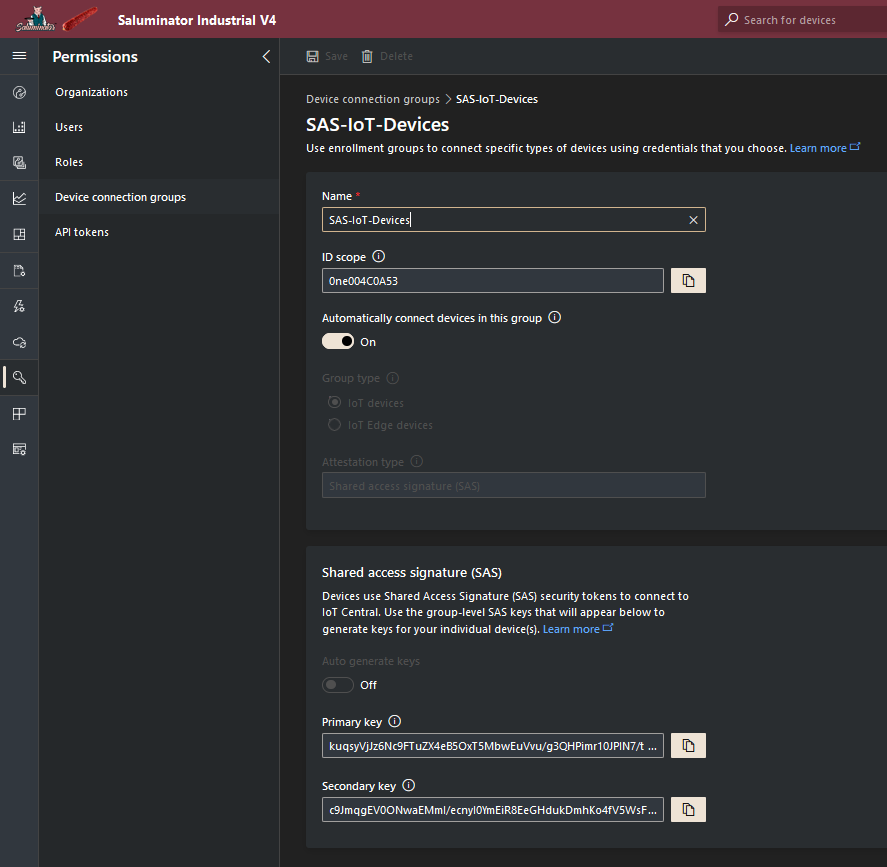 Saluminator
Saluminator Industrial V4
Search for devices
Permissions
Organizations
Users
Roles
Device connection groups
API tokens
Save
Delete
Device connection groups > SAS-IoT-Devices
SAS-IoT-Devices
Use enrollment groups to connect specific types of devices using credentials that you choose. Learn more
Name *
SAS-IoT-Devices
ID scope
0ne004C0A53
Automatically connect devices in this group
On
Group type
IoT devices
IoT Edge devices
Attestation type
Shared access signature (SAS)
Shared access signature (SAS)
Devices use Shared Access Signature (SAS) security tokens to connect to
IoT Central. Use the group-level SAS keys that will appear below to
generate keys for your individual device(s). Learn more
Auto generate keys
Off
Primary key
kuqsyVjJz6Nc9FTuZX4eB5OxT5MbwEuVvu/g3QHPimr10JPIN7/t ...
Secondary key
c9JmqgEV0ONwaEMmI/ecnyl0YmEiR8EeGHdukDmhKo4fV5WsF...